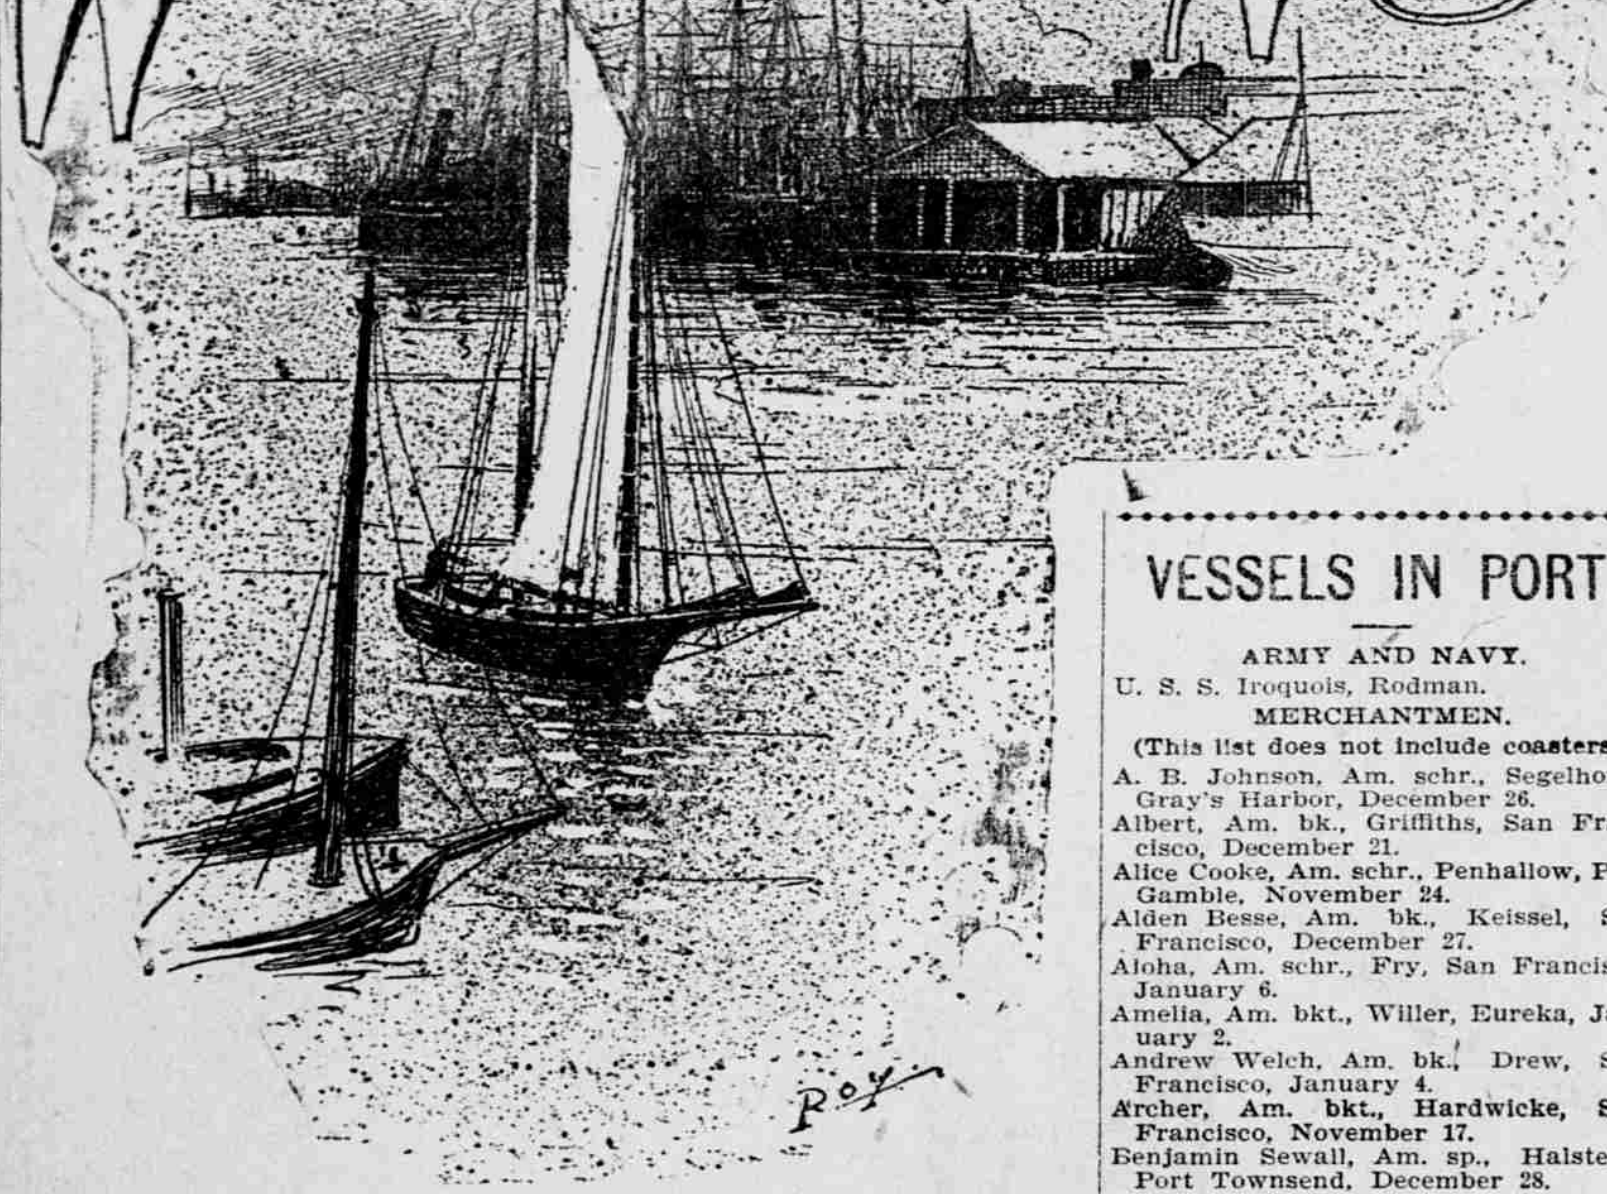 Roy.
VESSELS IN PORT
ARMY AND NAVY.
U. S. S. Iroquois, Rodman.
MERCHANTMEN.
(This list does not include coasters
A. B. Johnson, Am. schr., Segelho
Gray's Harbor, December 26.
Albert, Am. bk., Griffiths, San Fr
cisco, December 21.
Alice Cooke, Am. schr., Penhallow, P
Gamble, November 24.
Alden Besse, Am. bk., Keissel, S
Francisco, December 27.
Aloha, Am. schr., Fry, San Francis
January 6.
Amelia, Am. bkt., Willer, Eureka, J
uary 2.
Andrew Welch, Am. bk., Drew, S
Francisco, January 4.
Archer, Am. bkt., Hardwicke, S
Francisco, November 17.
Benjamin Sewall, Am. sp., Halste
Port Townsend, December 28.